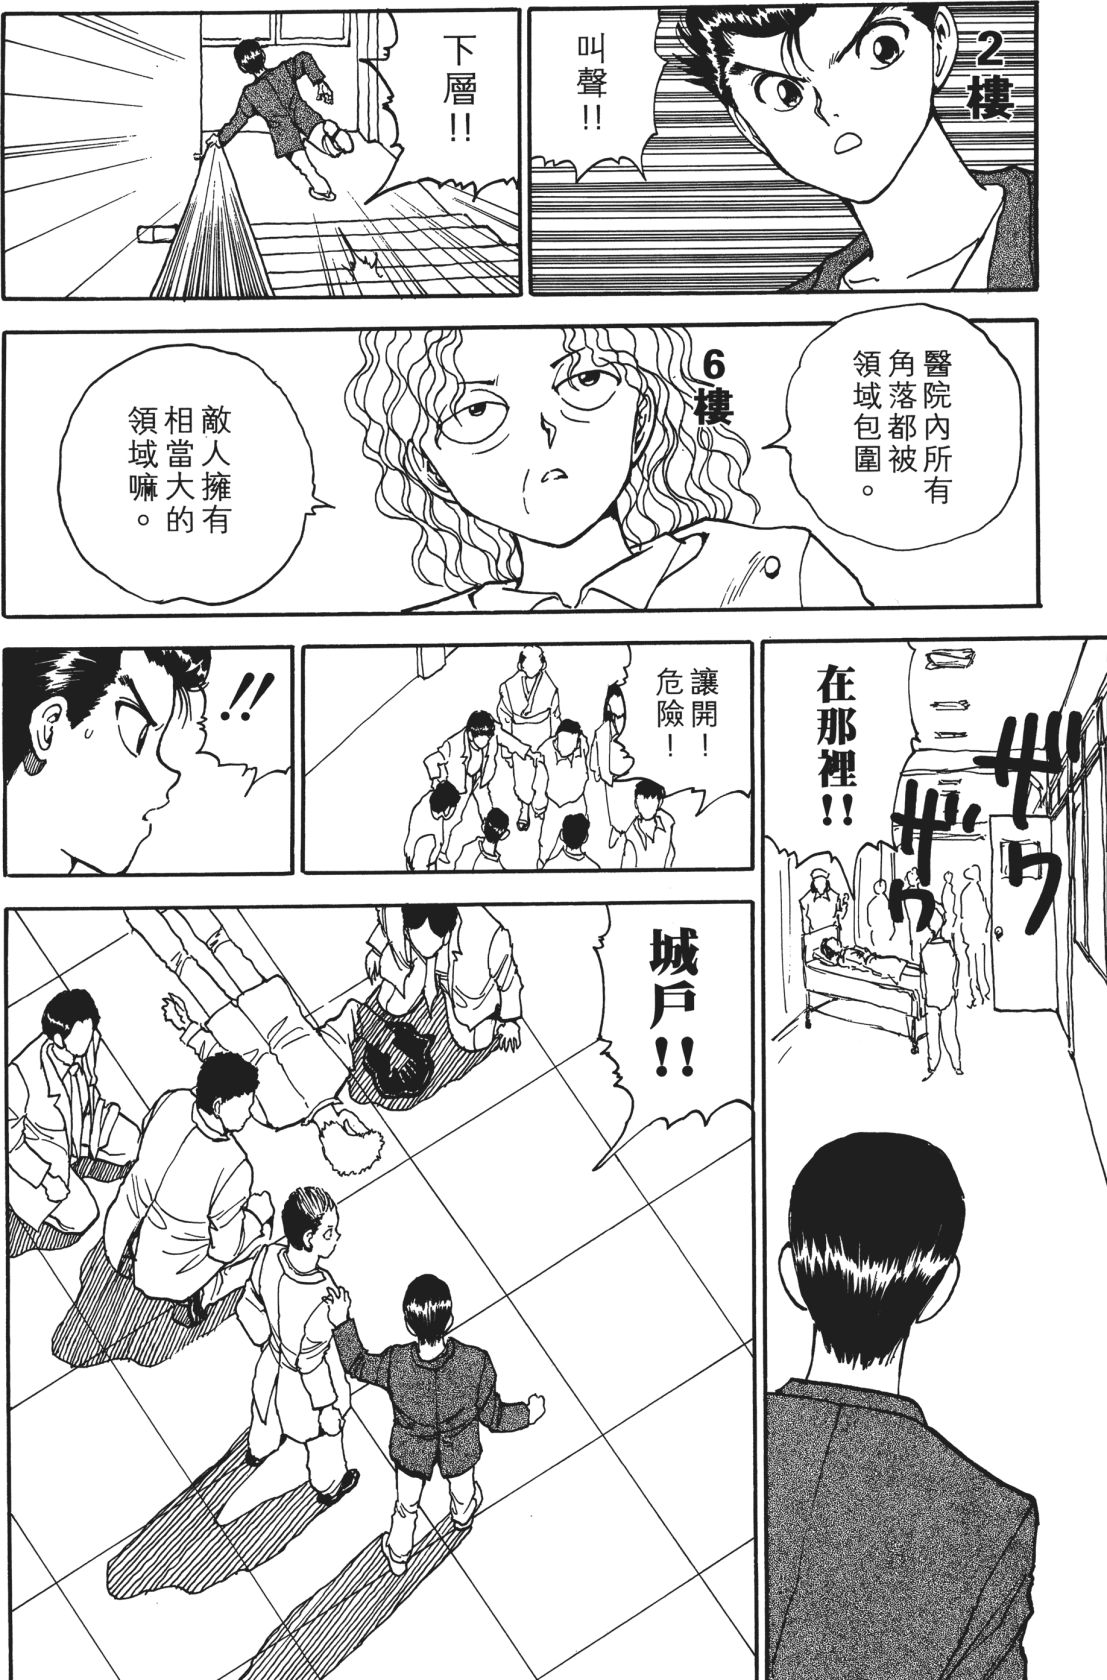 2樓
叫聲!!
下層!!
醫院內所有
角落都被
領域包圍。
6樓
敵人擁有
相當大的
領域嘛。
在那裡!!
ザワ
ザワ
讓開!
危險!
!!
城戶!!